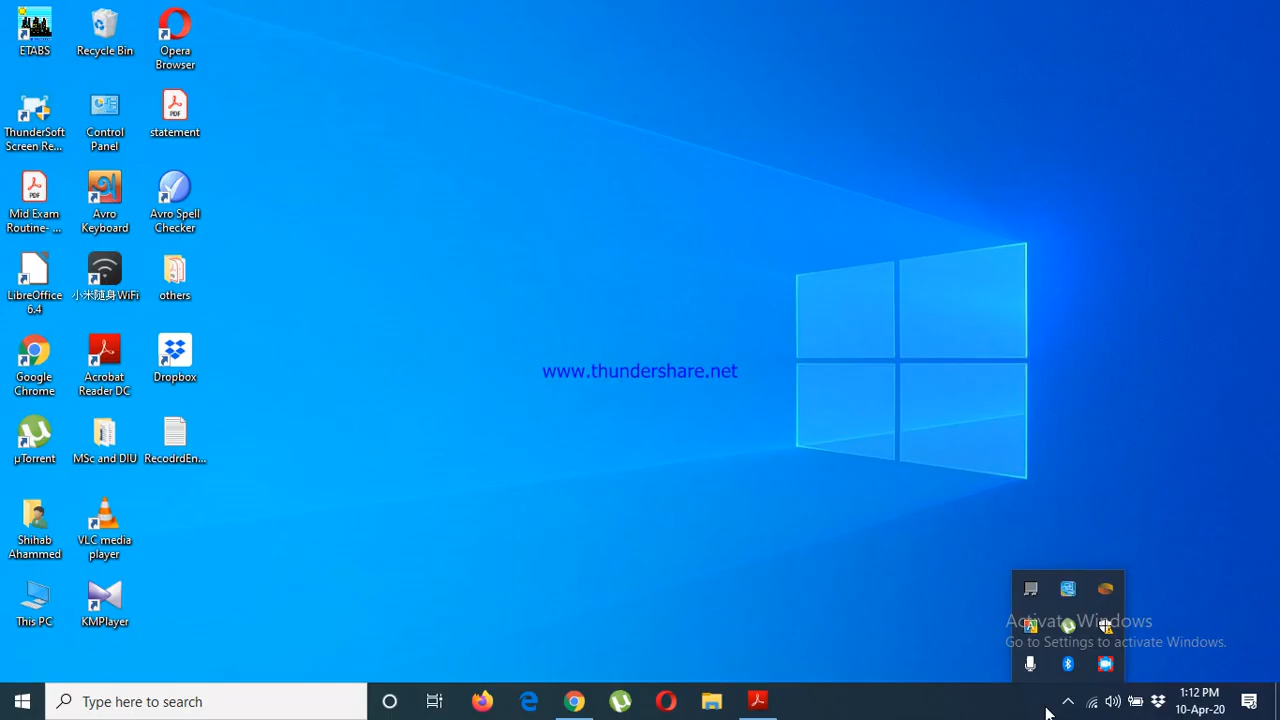 ETABS
Recycle Bin
Opera
Browser
ThunderSoft
Screen Re...
Control
Panel
PDF
statement
PDF
Mid Exam
Routine- ...
Avro
Keyboard
Avro Spell
Checker
LibreOffice
6.4
小米随身WiFi
others
Google
Chrome
Acrobat
Reader DC
Dropbox
µTorrent
MSc and DIU
RecodrdEn...
Shihab
Ahammed
VLC media
player
This PC
KMPlayer
www.thundershare.net
Activate Windows
Go to Settings to activate Windows.
Type here to search
1:12 PM
10-Apr-20